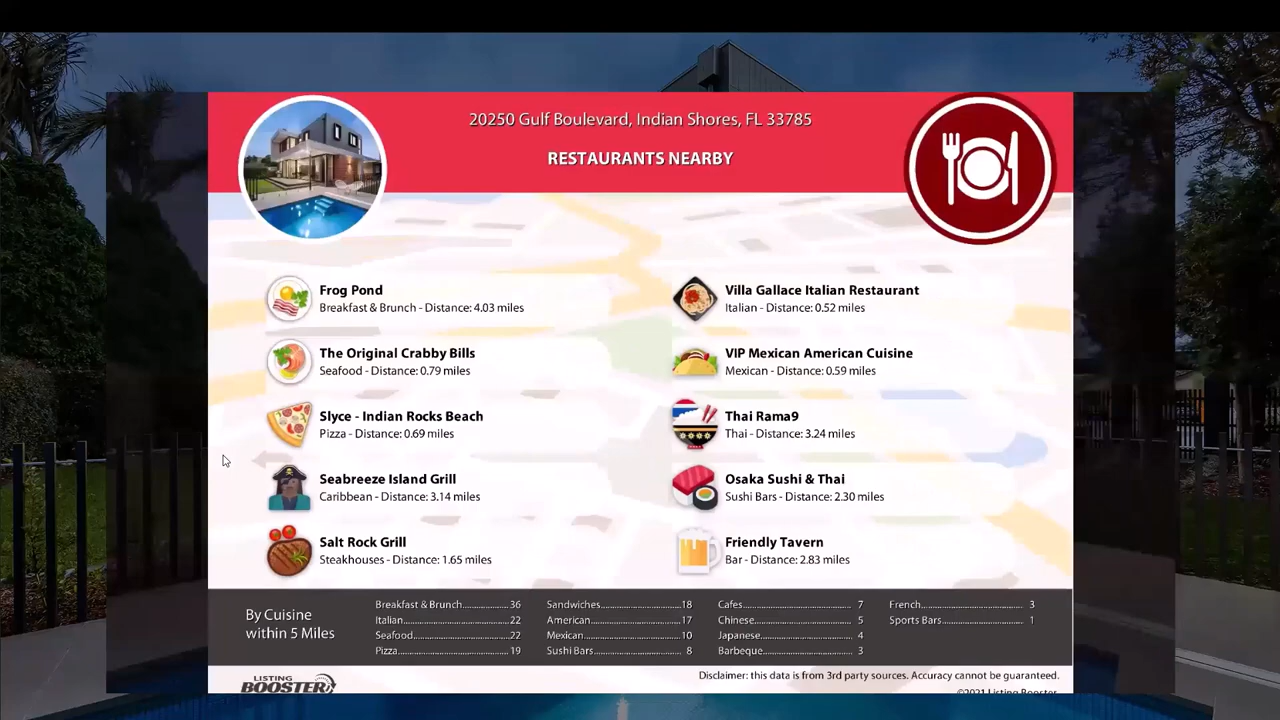 20250 Gulf Boulevard, Indian Shores, FL 33785
RESTAURANTS NEARBY
Frog Pond
Breakfast & Brunch - Distance: 4.03 miles
The Original Crabby Bills
Seafood - Distance: 0.79 miles
Slyce - Indian Rocks Beach
Pizza - Distance: 0.69 miles
Seabreeze Island Grill
Caribbean - Distance: 3.14 miles
Salt Rock Grill
Steakhouses - Distance: 1.65 miles
Villa Gallace Italian Restaurant
Italian - Distance: 0.52 miles
VIP Mexican American Cuisine
Mexican - Distance: 0.59 miles
Thai Rama9
Thai - Distance: 3.24 miles
Osaka Sushi & Thai
Sushi Bars - Distance: 2.30 miles
Friendly Tavern
Bar - Distance: 2.83 miles
By Cuisine
within 5 Miles
Breakfast & Brunch 36
Italian 22
Seafood 22
Pizza 19
Sandwiches 18
American 17
Mexican 10
Sushi Bars 8
Cafes 7
Chinese 5
Japanese 4
Barbeque 3
French 3
Sports Bars 1
LISTING
BOOSTER
Disclaimer: this data is from 3rd party sources. Accuracy cannot be guaranteed.
©2021 Listing Booster